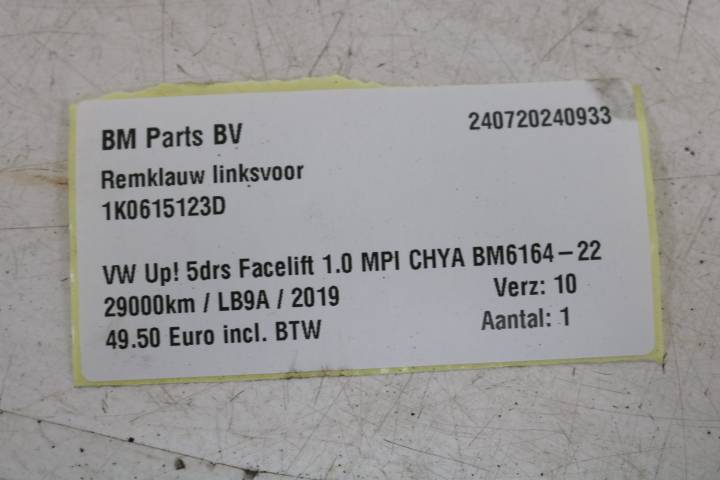 BM Parts BV 240720240933
Remklauw linksvoor
1K0615123D
VW Up! 5drs Facelift 1.0 MPI CHYA BM6164-22
29000km / LB9A / 2019 Verz: 10
49.50 Euro incl. BTW Aantal: 1